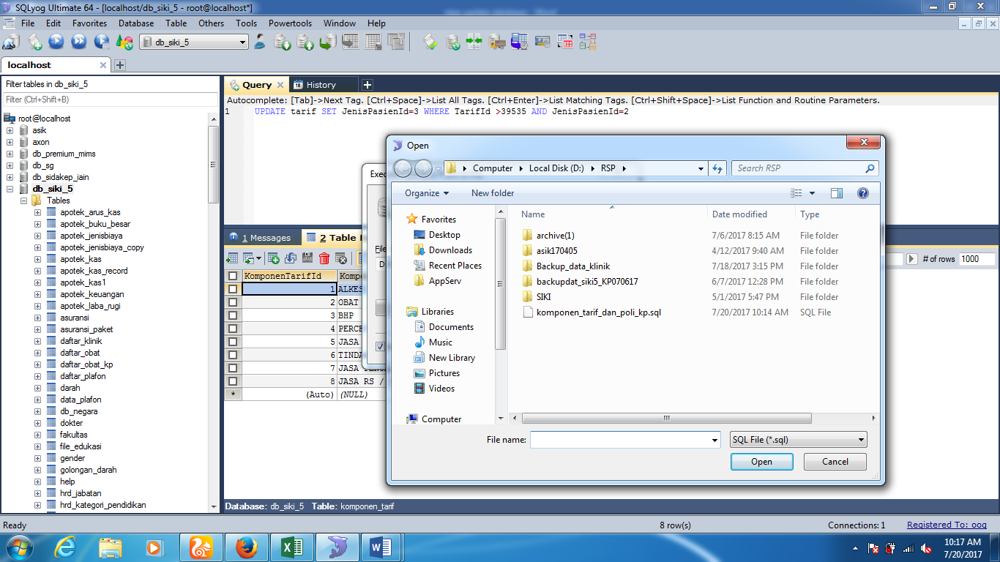 SQLyog Ultimate 64 - [localhost/db_siki_5 - root@localhost*]
File Edit Favorites Database Table Others Tools Powertools Window Help
db_siki_5
localhost
Filter tables in db_siki_5
Filter (Ctrl+Shift+B)
root@localhost
asik
axon
db_premium_mims
db_sg
db_sidakep_iain
db_siki_5
Tables
apotek_arus_kas
apotek_buku_besar
apotek_jenisbiaya
apotek_jenisbiaya_copy
apotek_kas
apotek_kas_record
apotek_kas1
apotek_keuangan
apotek_laba_rugi
asuransi
asuransi_paket
daftar_klinik
daftar_obat
daftar_obat_kp
daftar_plafon
darah
data_plafon
db_negara
dokter
fakultas
file_edukasi
gender
golongan_darah
help
hrd_jabatan
hrd_kategori_pendidikan
Query History
Autocomplete: [Tab]->Next Tag. [Ctrl+Space]->List All Tags. [Ctrl+Enter]->List Matching Tags. [Ctrl+Shift+Space]->List Function and Routine Parameters.
1 UPDATE tarif SET JenisPasienId=3 WHERE TarifId >39535 AND JenisPasienId=2
1 Messages 2 Table
# of rows 1000
KomponenTarifId Kompo
1 ALKES
2 OBAT
3 BHP
4 PERCE
5 JASA
6 TINDA
7 JASA
8 JASA RS /
* (Auto) (NULL)
Database: db_siki_5 Table: komponen_tarif
Exec
File
D
Open
Computer Local Disk (D:) RSP
Search RSP
Organize New folder
Favorites
Desktop
Downloads
Recent Places
AppServ
Libraries
Documents
Music
New Library
Pictures
Videos
Computer
Name Date modified Type
archive(1) 7/6/2017 8:15 AM File folder
asik170405 4/12/2017 9:40 AM File folder
Backup_data_klinik 7/18/2017 3:15 PM File folder
backupdat_siki5_KP070617 6/7/2017 12:28 PM File folder
SIKI 5/1/2017 5:47 PM File folder
komponen_tarif_dan_poli_kp.sql 7/20/2017 10:14 AM SQL File
File name:
SQL File (*.sql)
Open Cancel
Ready 8 row(s) Connections: 1 Registered To: oog
10:17 AM
7/20/2017